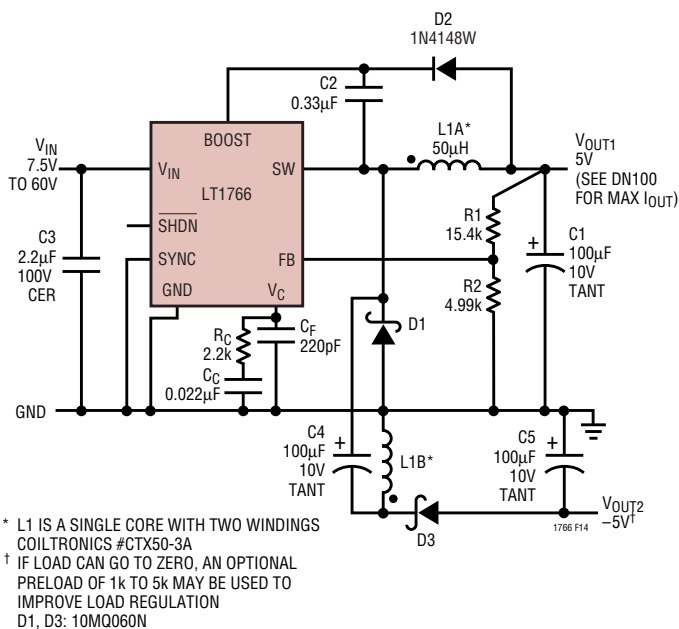 D2
1N4148W
C2
0.33µF
L1A*
50µH
BOOST
VIN
7.5V
TO 60V
VIN
SW
LT1766
VOUT1
5V
(SEE DN100
FOR MAX IOUT)
SHDN
R1
15.4k
C3
2.2µF
100V
CER
SYNC
FB
C1
+
100µF
10V
TANT
GND
VC
R2
4.99k
RC
2.2k
CF
220pF
D1
CC
0.022µF
GND
C4
+
100µF
10V
TANT
L1B*
C5
+
100µF
10V
TANT
D3
VOUT2
–5V†
1766 F14
* L1 IS A SINGLE CORE WITH TWO WINDINGS
COILTRONICS #CTX50-3A
† IF LOAD CAN GO TO ZERO, AN OPTIONAL
PRELOAD OF 1k TO 5k MAY BE USED TO
IMPROVE LOAD REGULATION
D1, D3: 10MQ060N